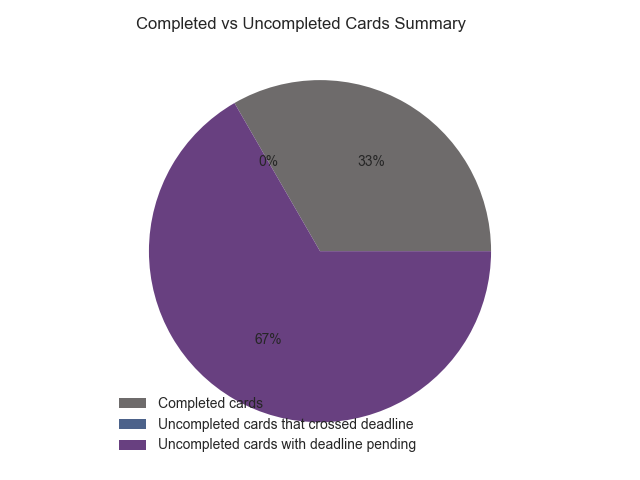 Completed vs Uncompleted Cards Summary
0%
33%
67%
Completed cards
Uncompleted cards that crossed deadline
Uncompleted cards with deadline pending